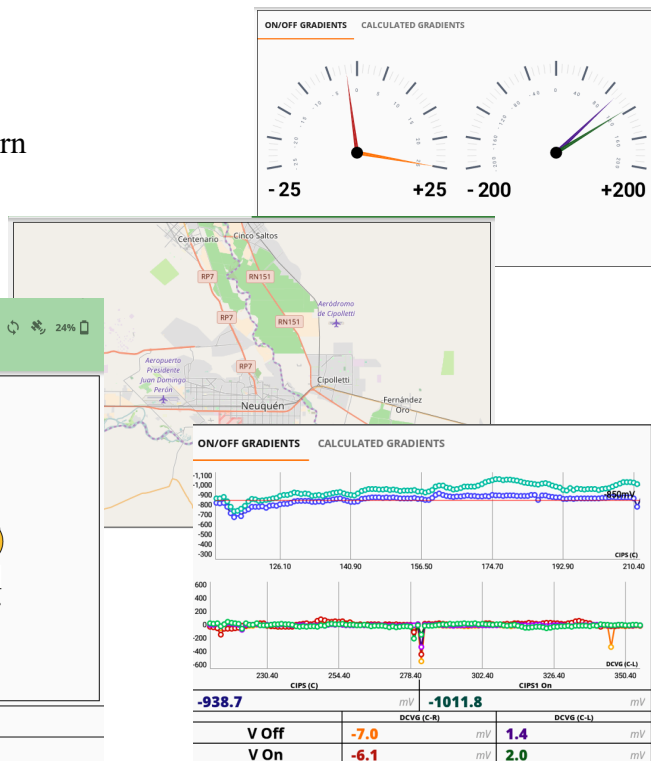 ON/OFF GRADIENTS CALCULATED GRADIENTS
-25 +25 -200 +200
rn
Centenario Cinco Saltos
RP7 RN151
Aeródromo
de Cipolletti
RP7 RN151
Aeropuerto
Presidente
Juan Domingo
Perón
RP7
Cipolletti
Neuquén
Fernández
Oro
24%
ON/OFF GRADIENTS CALCULATED GRADIENTS
-1,100
-1,000
-900
-850mV
-800
-700
-600
-500
-400
-300
CIPS (C)
126.10 140.90 156.50 174.70 192.90 210.40
600
400
200
0
-200
-400
-600
DCVG (C-L)
230.40 254.40 278.40 302.40 326.40 350.40
CIPS (C) CIPS1 On
-938.7 mV -1011.8 mV
DCVG (C-R) DCVG (C-L)
V Off -7.0 mV 1.4 mV
V On -6.1 mV 2.0 mV